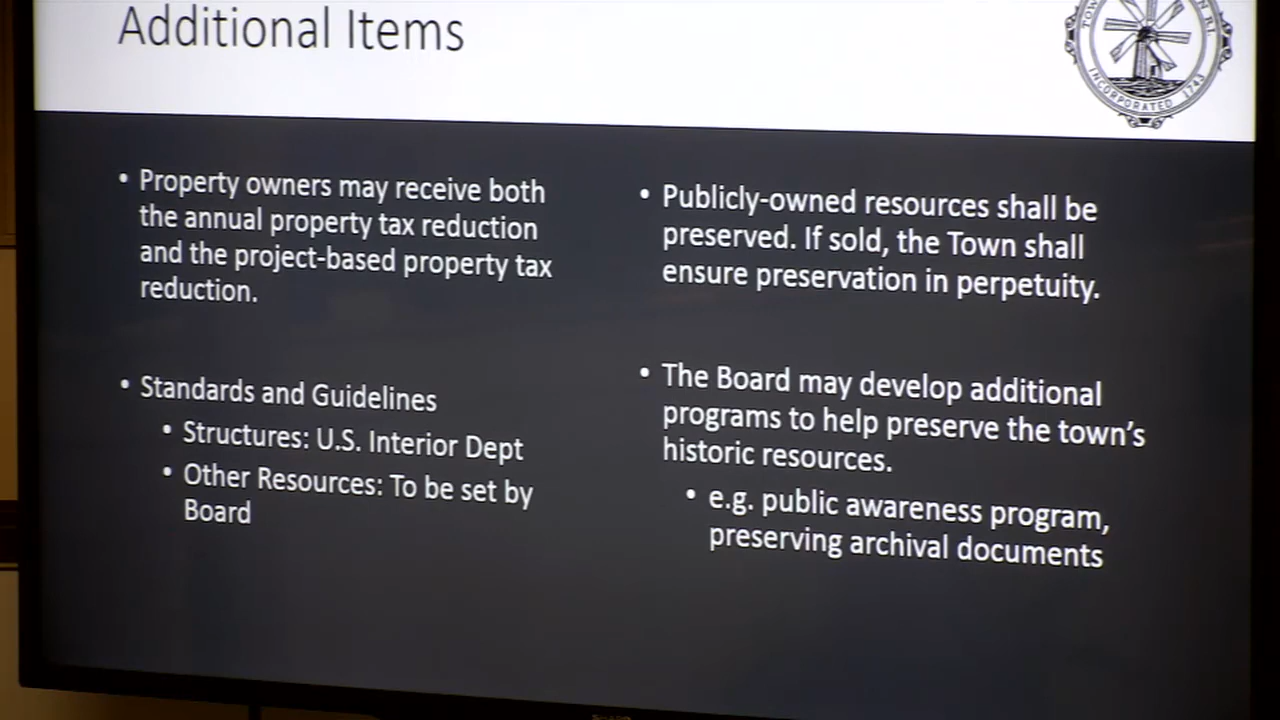 Additional Items
TOWN
N R.I.
INCORPORATED 1743
• Property owners may receive both
the annual property tax reduction
and the project-based property tax
reduction.
• Standards and Guidelines
• Structures: U.S. Interior Dept
• Other Resources: To be set by
Board
• Publicly-owned resources shall be
preserved. If sold, the Town shall
ensure preservation in perpetuity.
• The Board may develop additional
programs to help preserve the town's
historic resources.
• e.g. public awareness program,
preserving archival documents